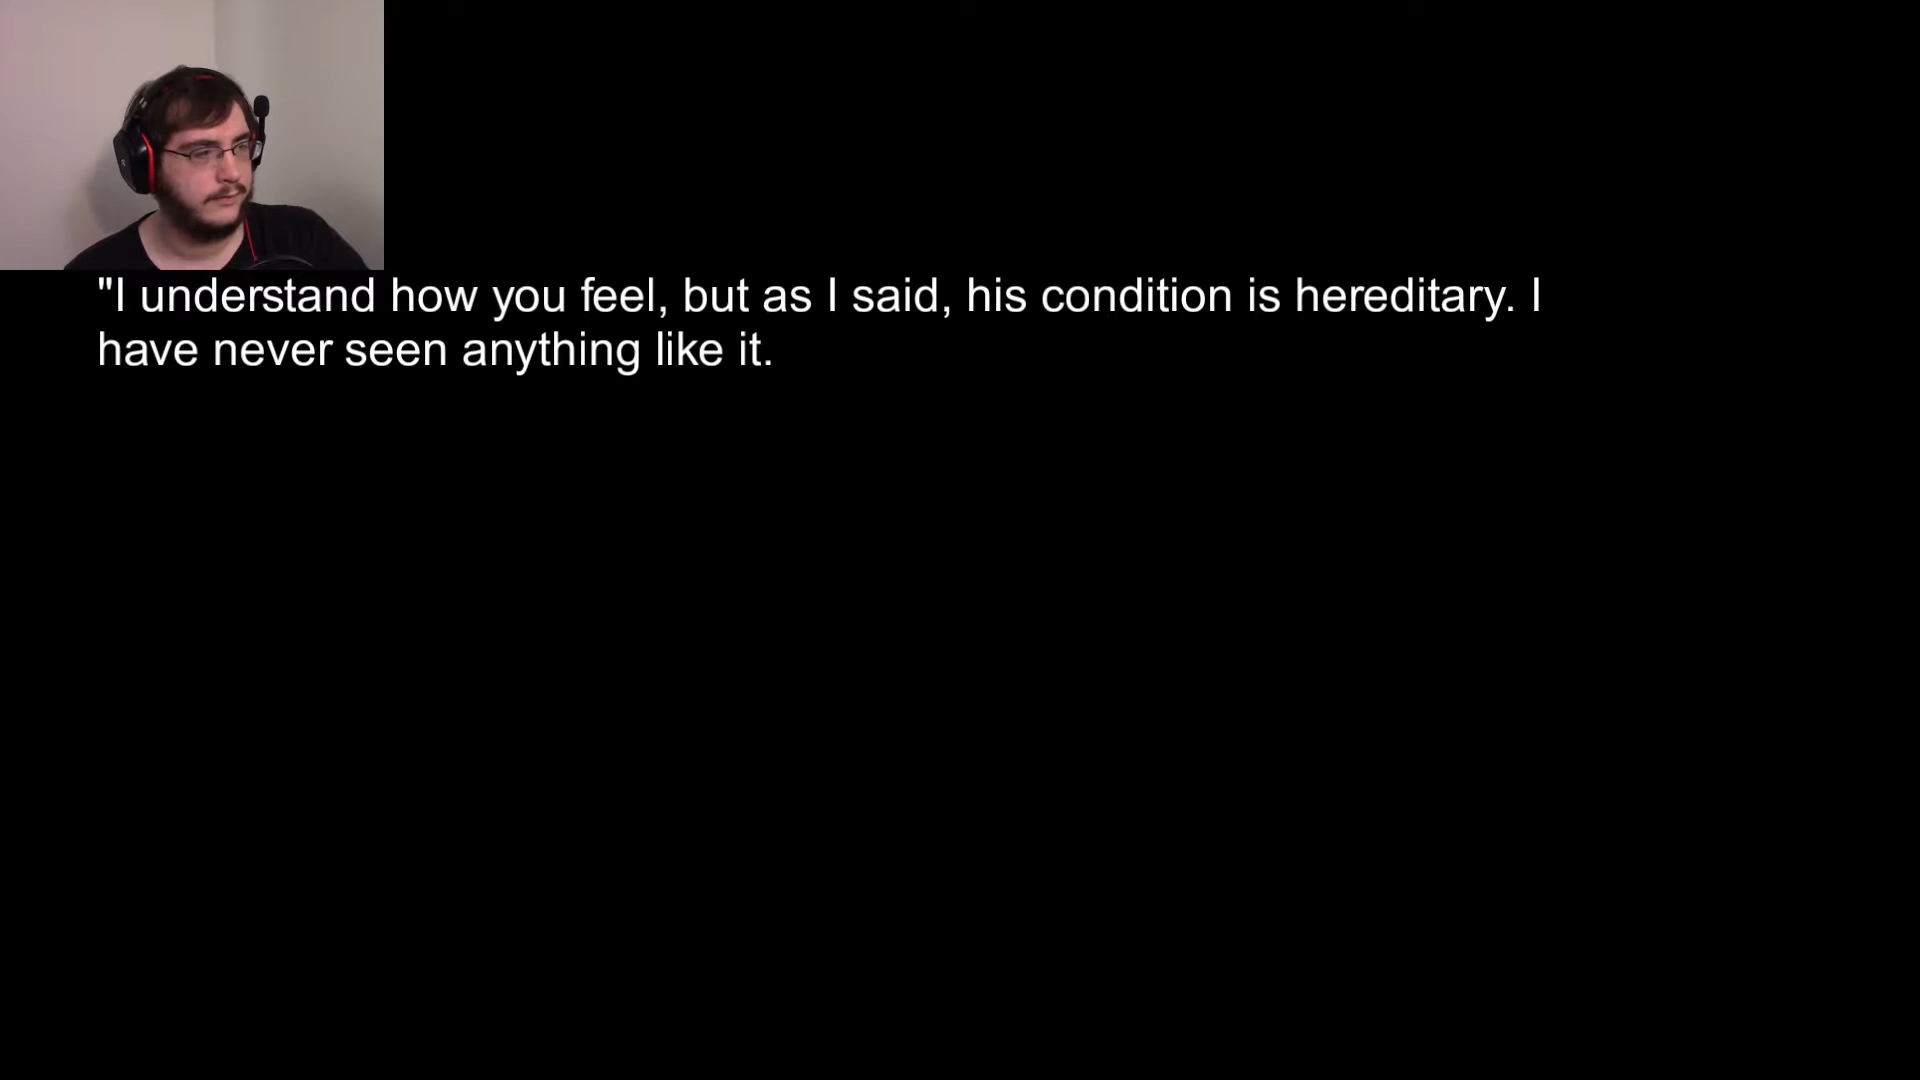 "I understand how you feel, but as I said, his condition is hereditary. I
have never seen anything like it.